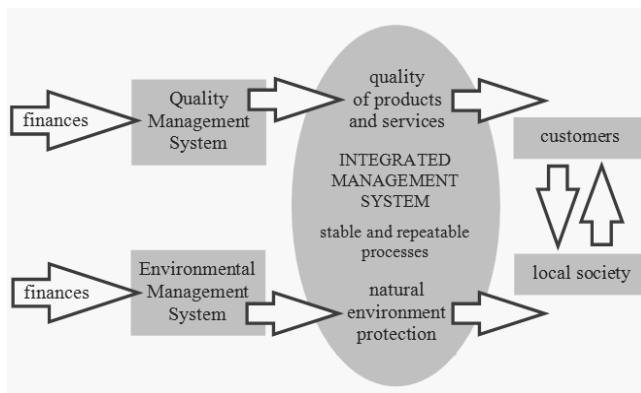 finances
Quality
Management
System
quality
of products
and services
customers
INTEGRATED
MANAGEMENT
SYSTEM
stable and repeatable
processes
finances
Environmental
Management
System
natural
environment
protection
local society